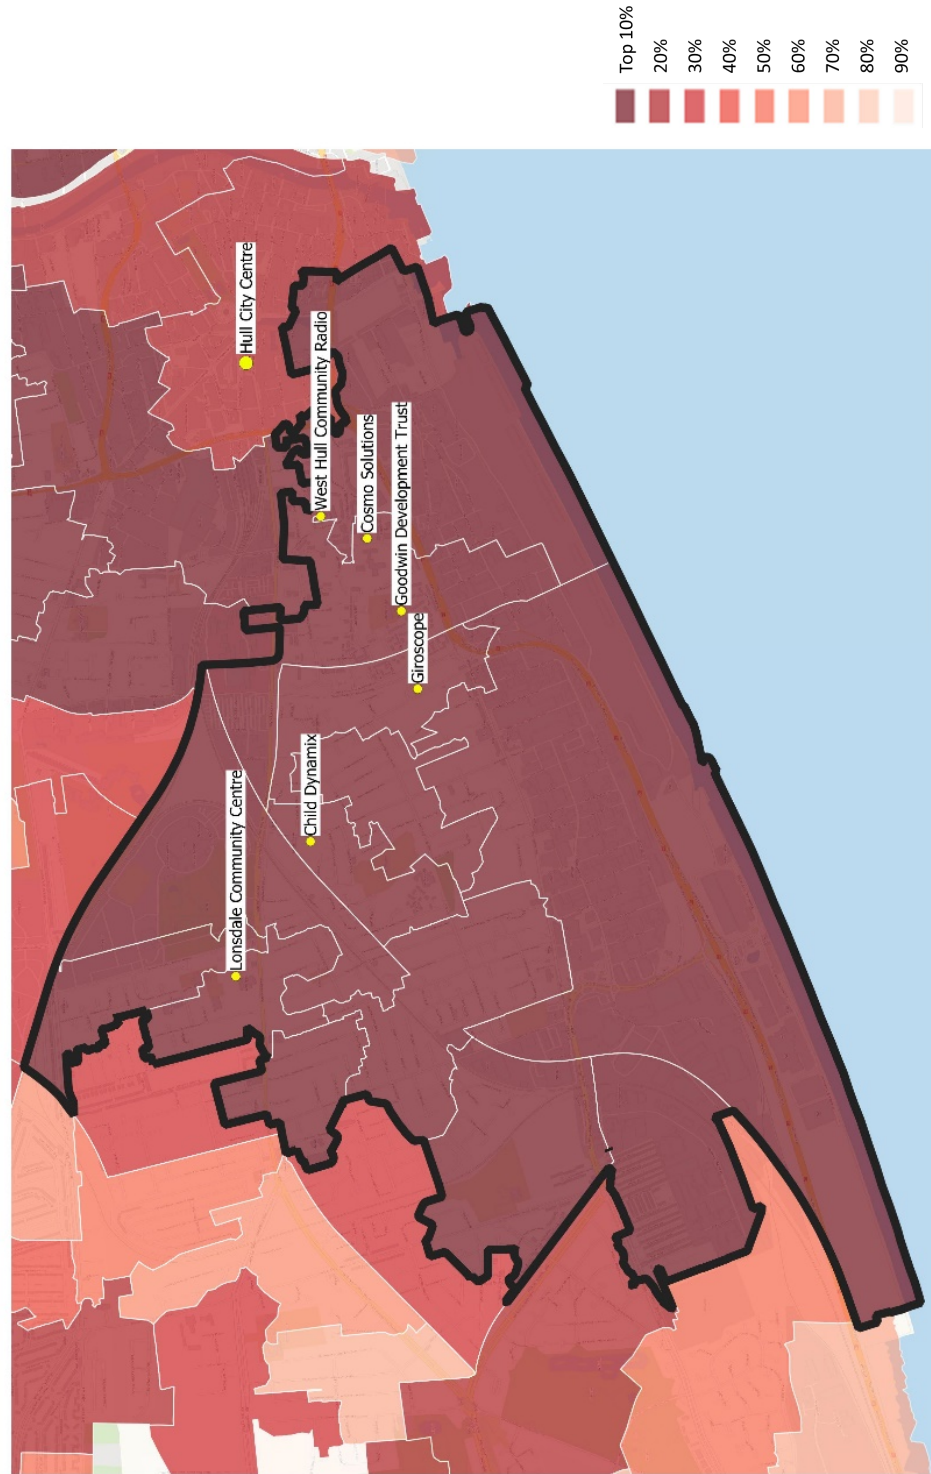 Hull City Centre
West Hull Community Radio
Cosmo Solutions
Goodwin Development Trust
Giroscope
Child Dynamix
Lonsdale Community Centre
Top 10%
20%
30%
40%
50%
60%
70%
80%
90%